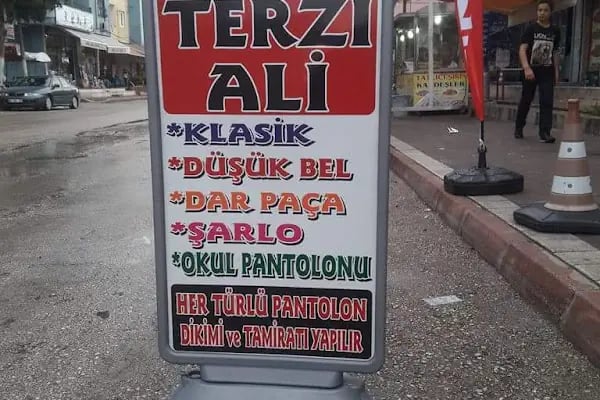 TERZİ
ALİ
*KLASİK
*DÜŞÜK BEL
*DAR PAÇA
*ŞARLO
*OKUL PANTOLONU
HER TÜRLÜ PANTOLON
DİKİMİ ve TAMİRATI YAPILIR